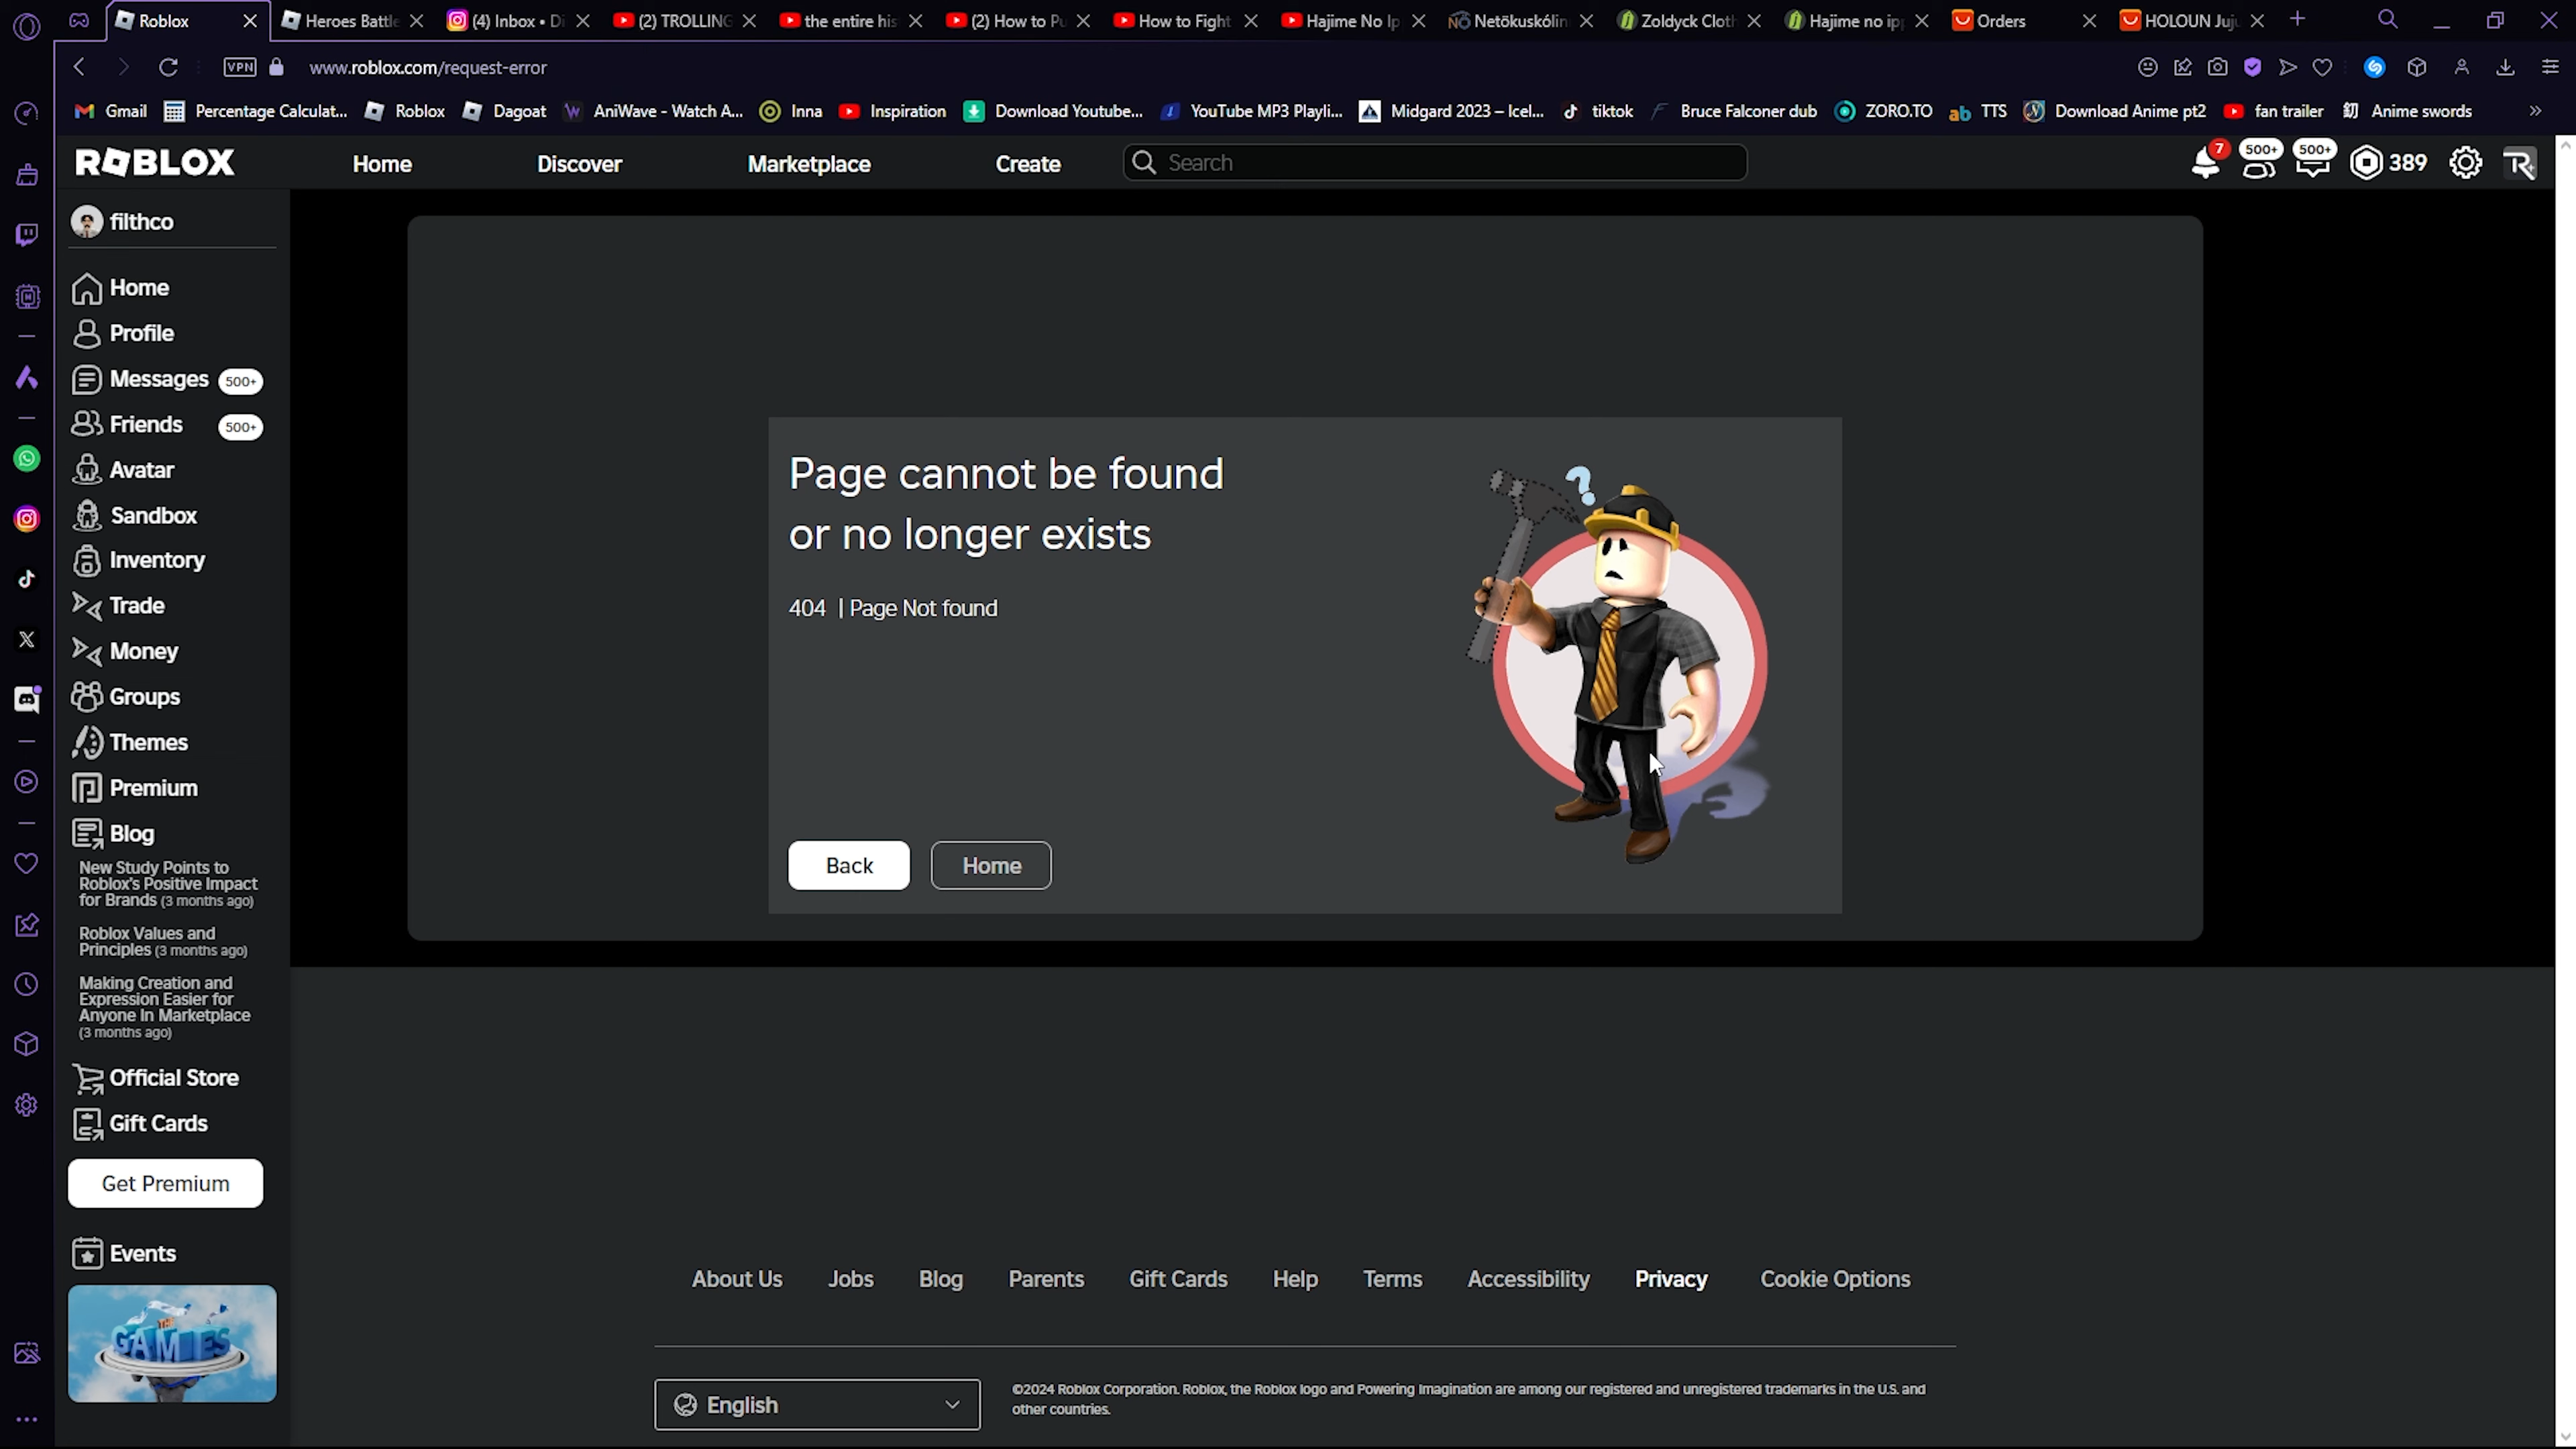 Roblox
Heroes Battle
(4) Inbox • Di
(2) TROLLING
the entire his
(2) How to Pu
How to Fight
Hajime No Ip
Netökuskólin
Zoldyck Cloth
Hajime no ipp
Orders
HOLOUN Juju
VPN
www.roblox.com/request-error
Gmail
Percentage Calculat...
Roblox
Dagoat
AniWave - Watch A...
Inna
Inspiration
Download Youtube...
YouTube MP3 Playli...
Midgard 2023 – Icel...
tiktok
Bruce Falconer dub
ZORO.TO
TTS
Download Anime pt2
fan trailer
Anime swords
ROBLOX
Home
Discover
Marketplace
Create
Search
7
500+
500+
389
filthco
Home
Profile
Messages 500+
Friends 500+
Avatar
Sandbox
Inventory
Trade
Money
Groups
Themes
Premium
Blog
New Study Points to
Roblox's Positive Impact
for Brands (3 months ago)
Roblox Values and
Principles (3 months ago)
Making Creation and
Expression Easier for
Anyone In Marketplace
(3 months ago)
Official Store
Gift Cards
Get Premium
Events
THE
GAMES
Page cannot be found
or no longer exists
404 | Page Not found
?
Back
Home
About Us
Jobs
Blog
Parents
Gift Cards
Help
Terms
Accessibility
Privacy
Cookie Options
English
©2024 Roblox Corporation. Roblox, the Roblox logo and Powering Imagination are among our registered and unregistered trademarks in the U.S. and
other countries.